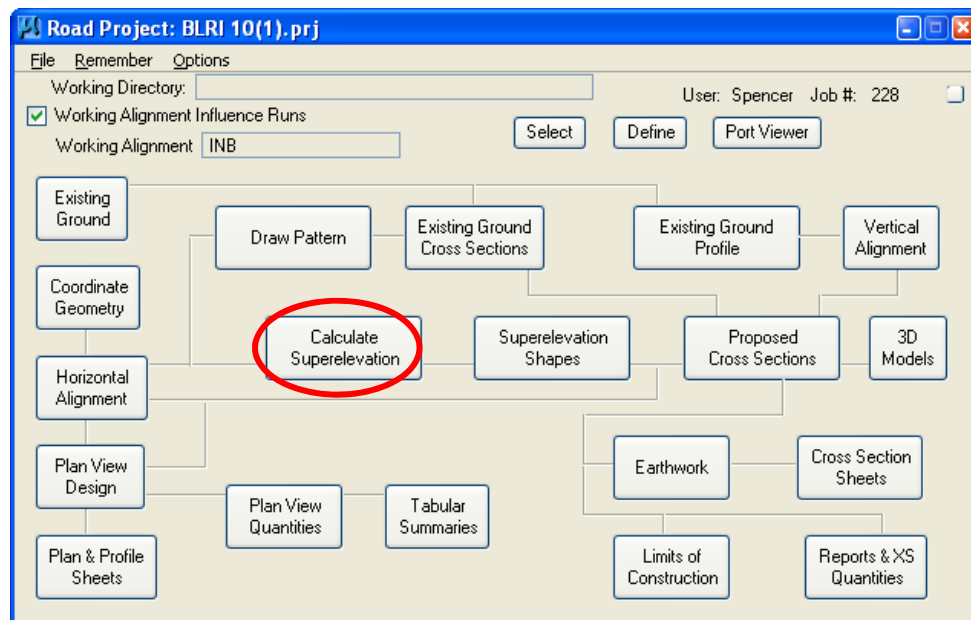 Road Project: BLRI 10(1).prj
File Remember Options
Working Directory:
User: Spencer Job #: 228
Working Alignment Influence Runs
Select Define Port Viewer
Working Alignment INB
Existing
Ground
Draw Pattern
Existing Ground
Cross Sections
Existing Ground
Profile
Vertical
Alignment
Coordinate
Geometry
Calculate
Superelevation
Superelevation
Shapes
Proposed
Cross Sections
3D
Models
Horizontal
Alignment
Plan View
Design
Earthwork
Cross Section
Sheets
Plan View
Quantities
Tabular
Summaries
Plan & Profile
Sheets
Limits of
Construction
Reports & XS
Quantities